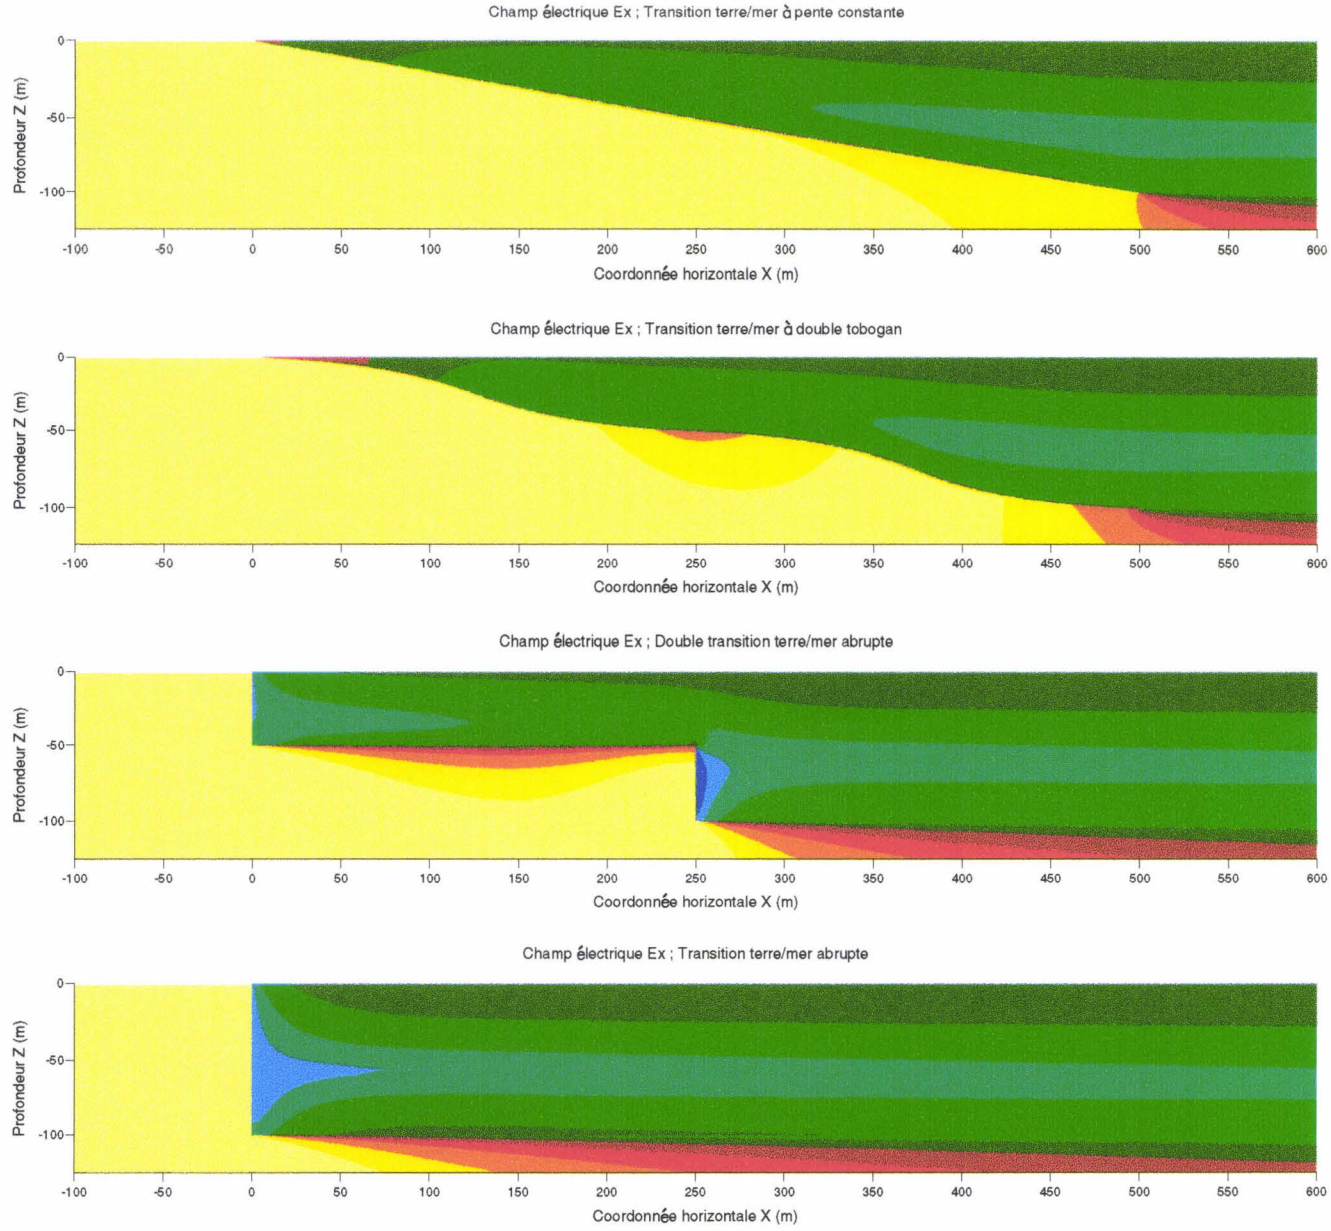 Champ électrique Ex ; Transition terre/mer à pente constante
Profondeur Z (m)
0
-50
-100
-100 -50 0 50 100 150 200 250 300 350 400 450 500 550 600
Coordonnée horizontale X (m)
Champ électrique Ex ; Transition terre/mer à double tobogan
Profondeur Z (m)
0
-50
-100
-100 -50 0 50 100 150 200 250 300 350 400 450 500 550 600
Coordonnée horizontale X (m)
Champ électrique Ex ; Double transition terre/mer abrupte
Profondeur Z (m)
0
-50
-100
-100 -50 0 50 100 150 200 250 300 350 400 450 500 550 600
Coordonnée horizontale X (m)
Champ électrique Ex ; Transition terre/mer abrupte
Profondeur Z (m)
0
-50
-100
-100 -50 0 50 100 150 200 250 300 350 400 450 500 550 600
Coordonnée horizontale X (m)